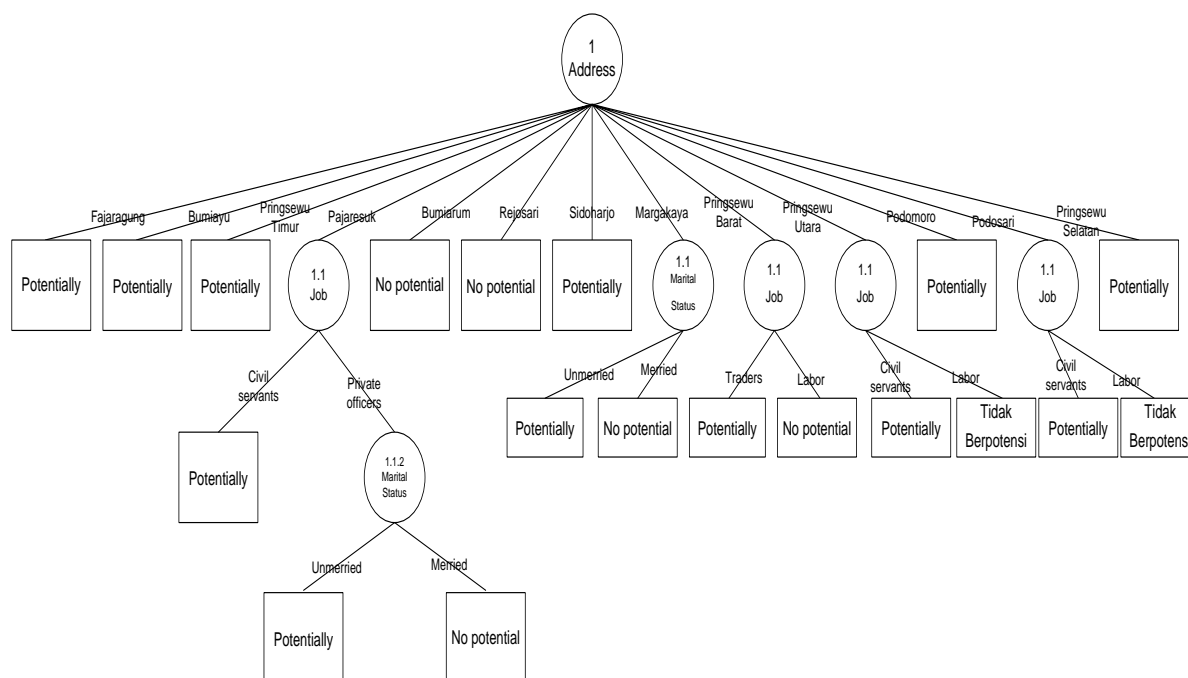 1
Address
Fajaragung
Bumiayu
Pringsewu
Timur
Pajaresuk
Bumiarum
Rejosari
Sidoharjo
Margakaya
Pringsewu
Barat
Pringsewu
Utara
Podomoro
Podosari
Pringsewu
Selatan
Potentially
Potentially
Potentially
1.1
Job
No potential
No potential
Potentially
1.1
Marital
Status
1.1
Job
1.1
Job
Potentially
1.1
Job
Potentially
Civil
servants
Private
officers
Unmerried
Merried
Traders
Labor
Civil
servants
Labor
Civil
servants
Labor
Potentially
1.1.2
Marital
Status
Potentially
No potential
Potentially
No potential
Potentially
Tidak
Berpotensi
Potentially
Tidak
Berpotensi
Unmerried
Merried
Potentially
No potential